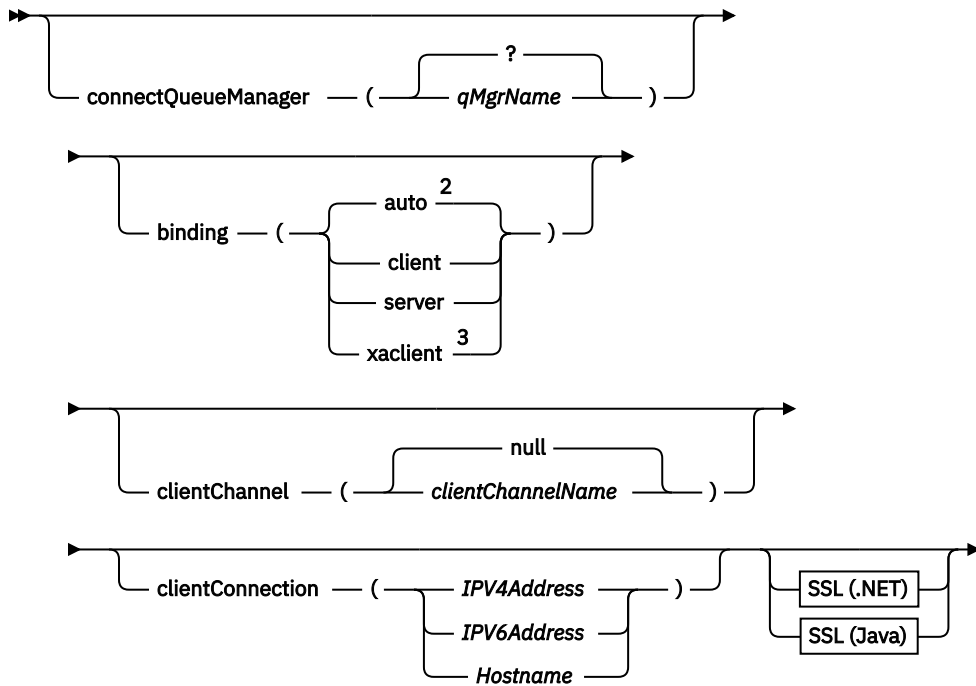 ?
connectQueueManager ( qMgrName )
auto 2
binding ( )
client
server
xaclient 3
null
clientChannel ( clientChannelName )
clientConnection ( IPV4Address ) SSL (.NET)
IPV6Address SSL (Java)
Hostname